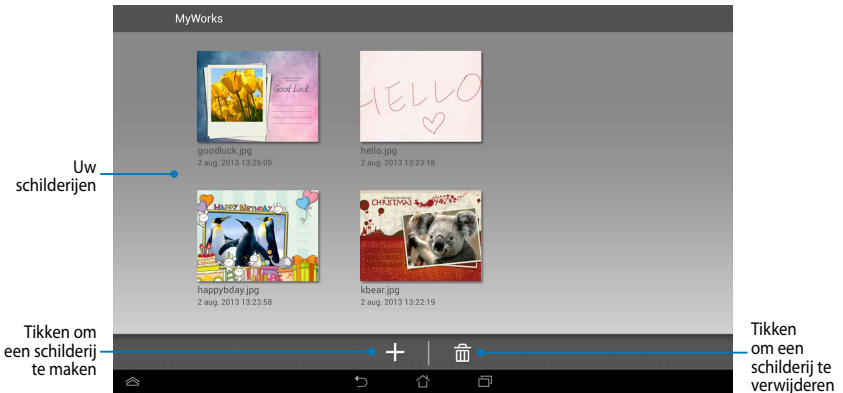 MyWorks
Good Luck
HELLO
goodluck.jpg
2 aug. 2013 13:25:05
hello.jpg
2 aug. 2013 13:23:18
Uw
schilderijen
HAPPY BIRTHDAY
CHRISTMAS
happybday.jpg
2 aug. 2013 13:23:58
kbear.jpg
2 aug. 2013 13:22:19
Tikken om
een schilderij
te maken
Tikken
om een
schilderij te
verwijderen